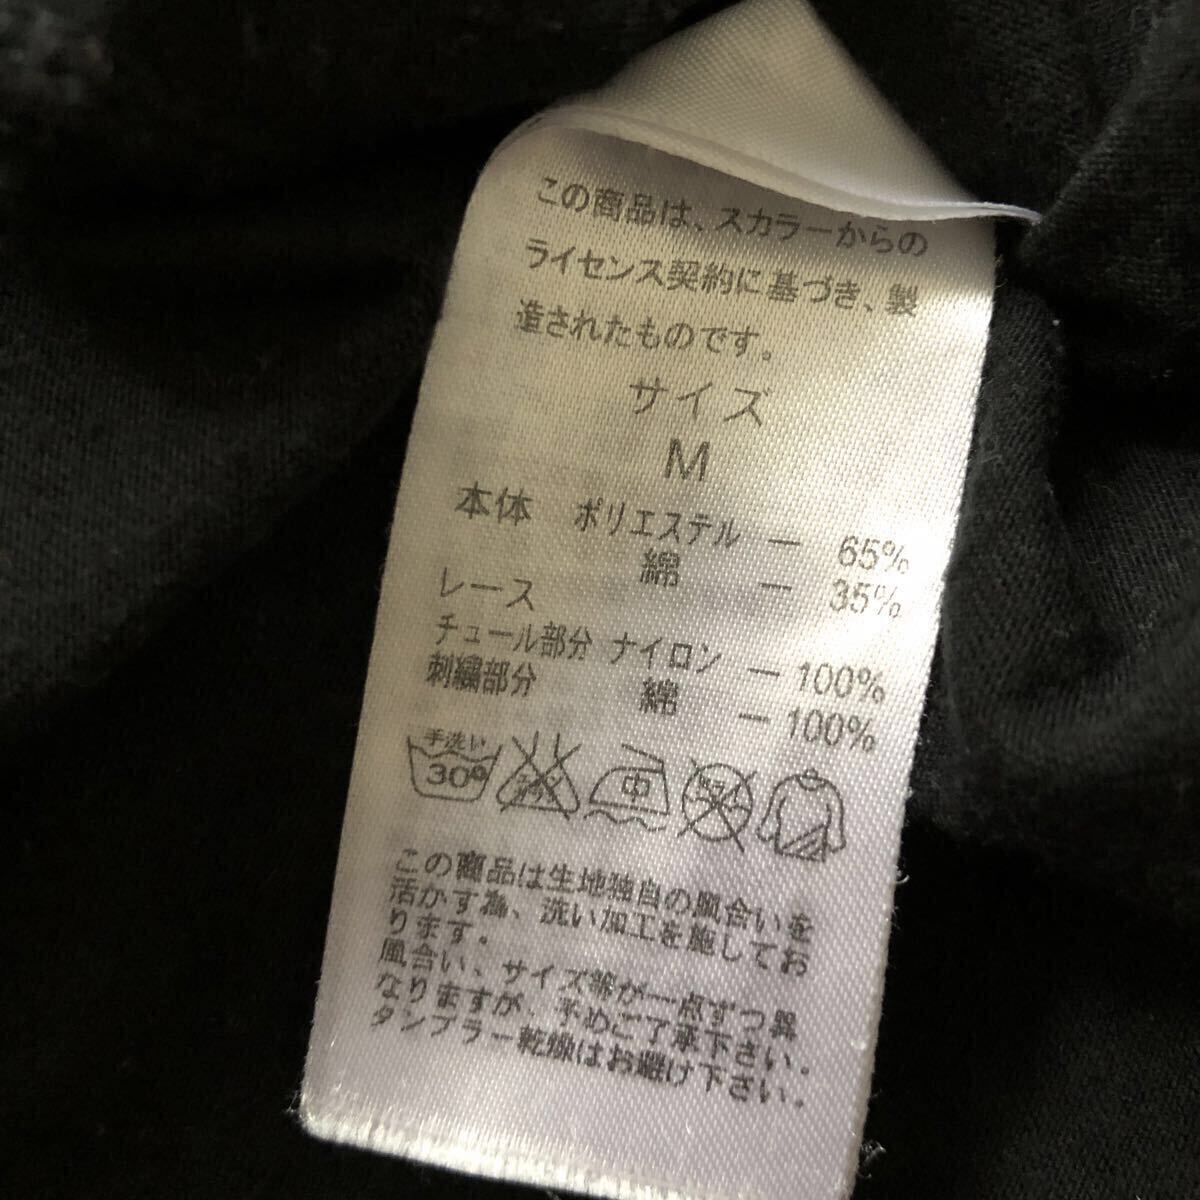 この商品は、スカラーからの
ライセンス契約に基づき、製
造されたものです。
サイズ
M
本体 ポリエステル ー 65%
綿 ー 35%
レース
チュール部分 ナイロン ー 100%
刺繍部分 綿 ー 100%
手洗い
30°
中
この商品は生地独自の風合いを
活かす為、洗い加工を施してお
ります。
風合い、サイズ等が一点ずつ異
なりますが、予めご了承下さい。
タンブラー乾燥はお避け下さい。